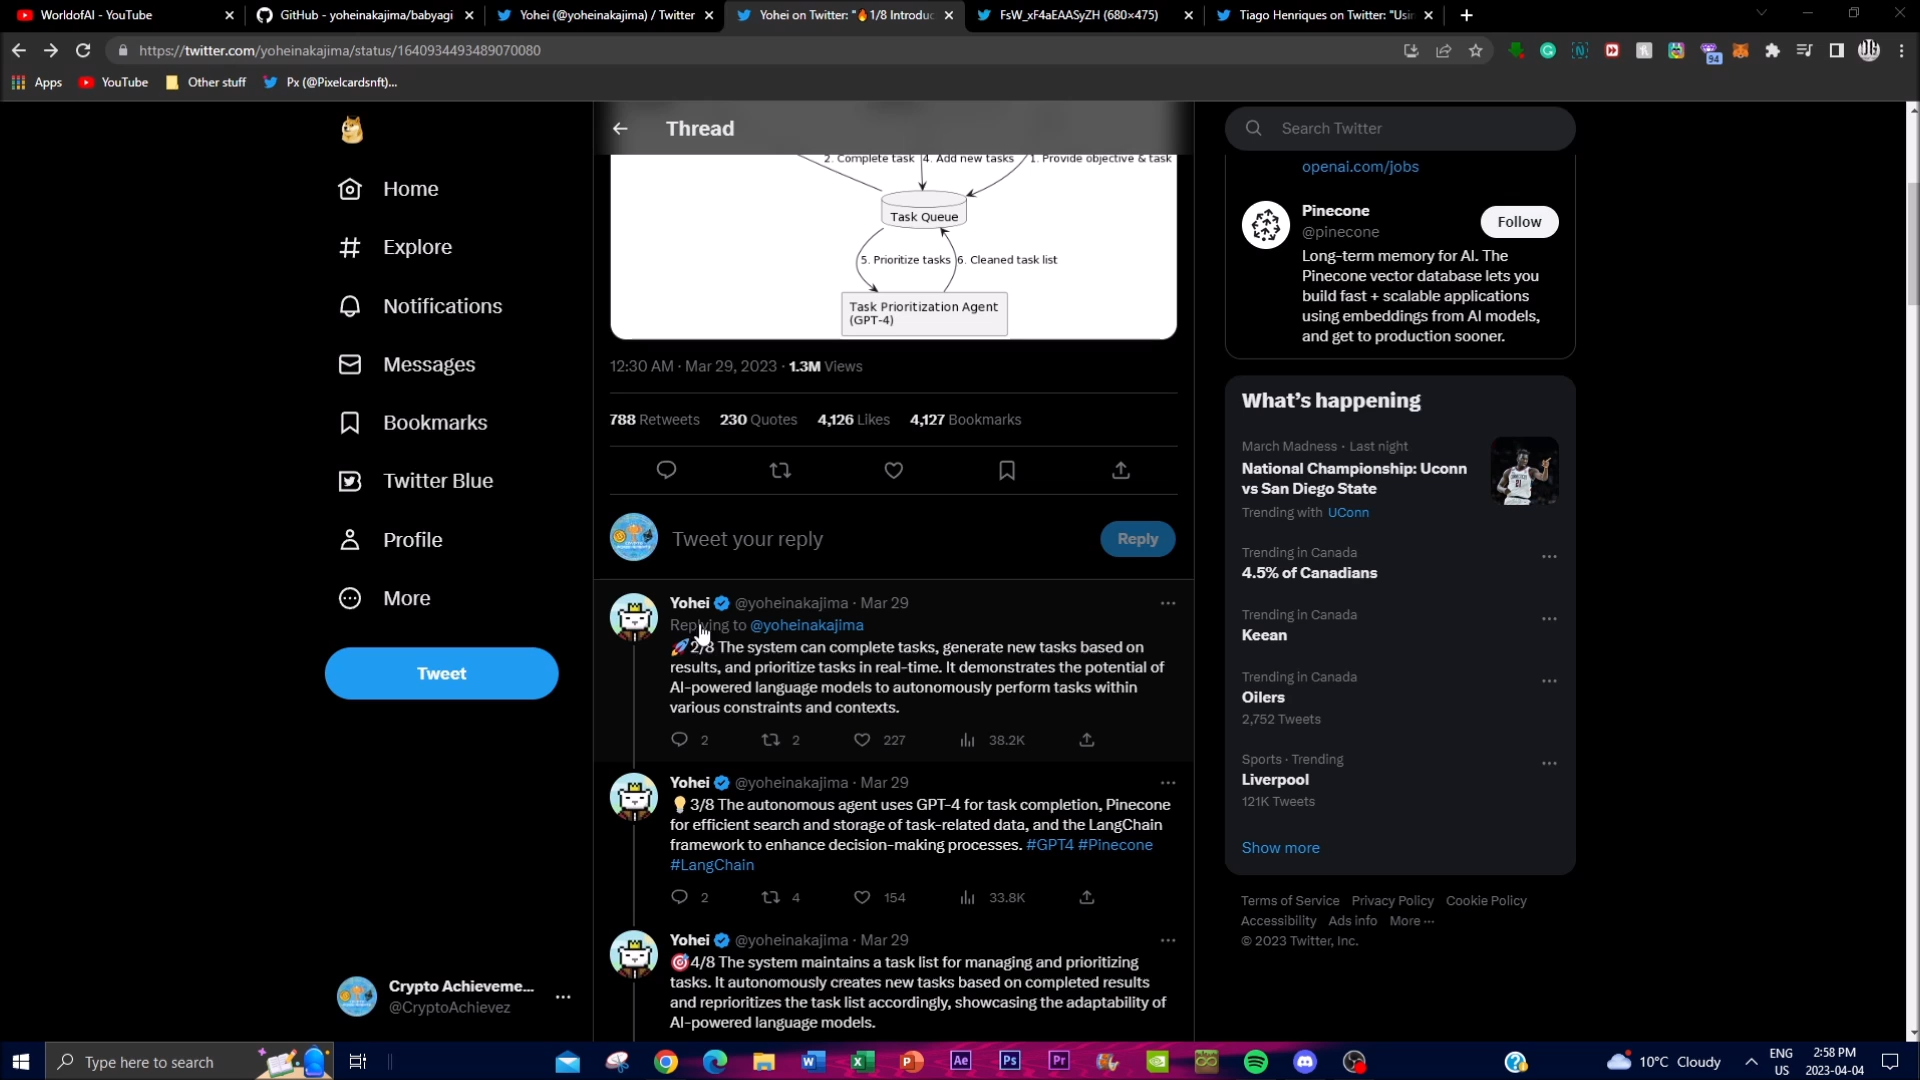 WorldofAI - YouTube
GitHub - yoheinakajima/babyagi
Yohei (@yoheinakajima) / Twitter
Yohei on Twitter: "🔥1/8 Introduc
FsW_xF4aEAASyZH (680×475)
Tiago Henriques on Twitter: "Usin
https://twitter.com/yoheinakajima/status/1640934493489070080
94
Apps
YouTube
Other stuff
Px (@Pixelcardsnft)...
Home
Explore
Notifications
Messages
Bookmarks
Twitter Blue
Profile
More
Tweet
Crypto Achieveme...
@CryptoAchievez
Thread
2. Complete task
4. Add new tasks
1. Provide objective & task
Task Queue
5. Prioritize tasks
6. Cleaned task list
Task Prioritization Agent
(GPT-4)
12:30 AM · Mar 29, 2023 · 1.3M Views
788 Retweets 230 Quotes 4,126 Likes 4,127 Bookmarks
Tweet your reply
Reply
Yohei @yoheinakajima · Mar 29
Replying to @yoheinakajima
🚀2/8 The system can complete tasks, generate new tasks based on
results, and prioritize tasks in real-time. It demonstrates the potential of
AI-powered language models to autonomously perform tasks within
various constraints and contexts.
2 2 227 38.2K
Yohei @yoheinakajima · Mar 29
💡3/8 The autonomous agent uses GPT-4 for task completion, Pinecone
for efficient search and storage of task-related data, and the LangChain
framework to enhance decision-making processes. #GPT4 #Pinecone
#LangChain
2 4 154 33.8K
Yohei @yoheinakajima · Mar 29
🎯4/8 The system maintains a task list for managing and prioritizing
tasks. It autonomously creates new tasks based on completed results
and reprioritizes the task list accordingly, showcasing the adaptability of
AI-powered language models.
Search Twitter
openai.com/jobs
Pinecone
@pinecone
Follow
Long-term memory for AI. The
Pinecone vector database lets you
build fast + scalable applications
using embeddings from AI models,
and get to production sooner.
What's happening
March Madness · Last night
National Championship: Uconn
vs San Diego State
Trending with UConn
Trending in Canada
4.5% of Canadians
Trending in Canada
Keean
Trending in Canada
Oilers
2,752 Tweets
Sports · Trending
Liverpool
121K Tweets
Show more
Terms of Service Privacy Policy Cookie Policy
Accessibility Ads info More ···
© 2023 Twitter, Inc.
Type here to search
10°C Cloudy
ENG
US
2:58 PM
2023-04-04